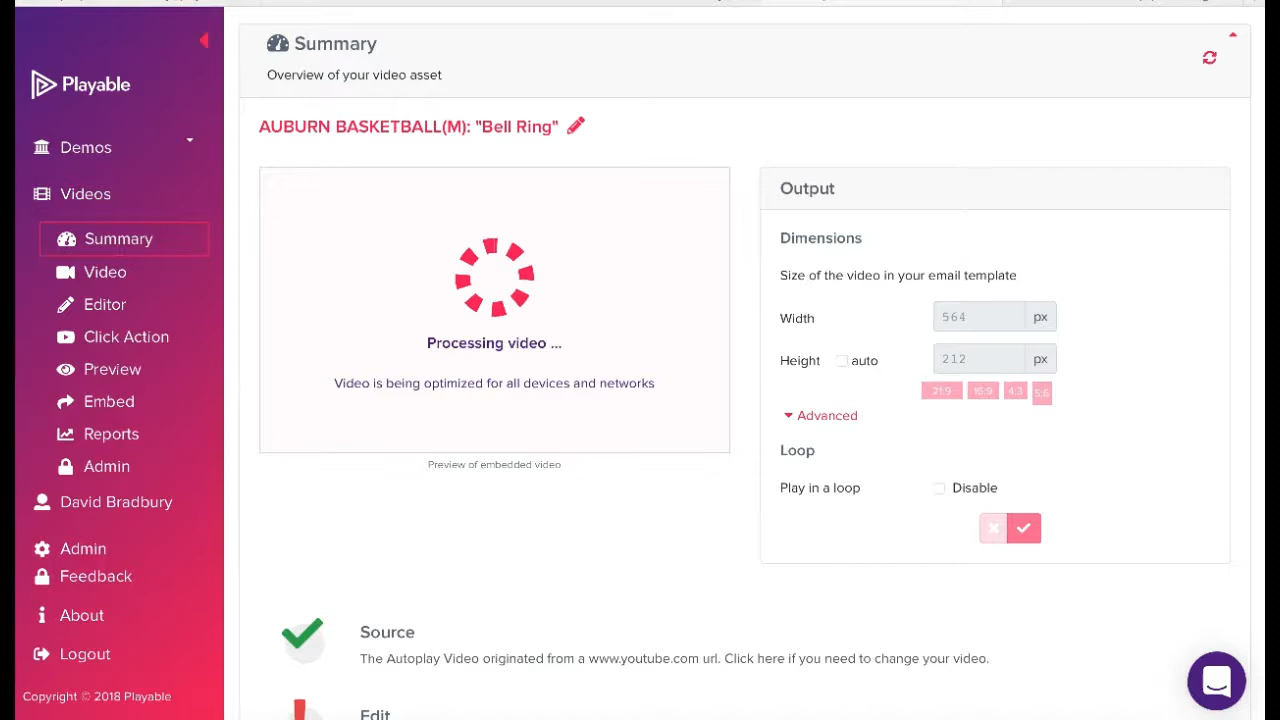 Playable
Demos
Videos
Summary
Video
Editor
Click Action
Preview
Embed
Reports
Admin
David Bradbury
Admin
Feedback
About
Logout
Copyright © 2018 Playable
Summary
Overview of your video asset
AUBURN BASKETBALL(M): "Bell Ring"
Processing video ...
Video is being optimized for all devices and networks
Preview of embedded video
Output
Dimensions
Size of the video in your email template
Width 564 px
Height auto 212 px
21:9 16:9 4:3 5:6
Advanced
Loop
Play in a loop Disable
Source
The Autoplay Video originated from a www.youtube.com url. Click here if you need to change your video.
Edit